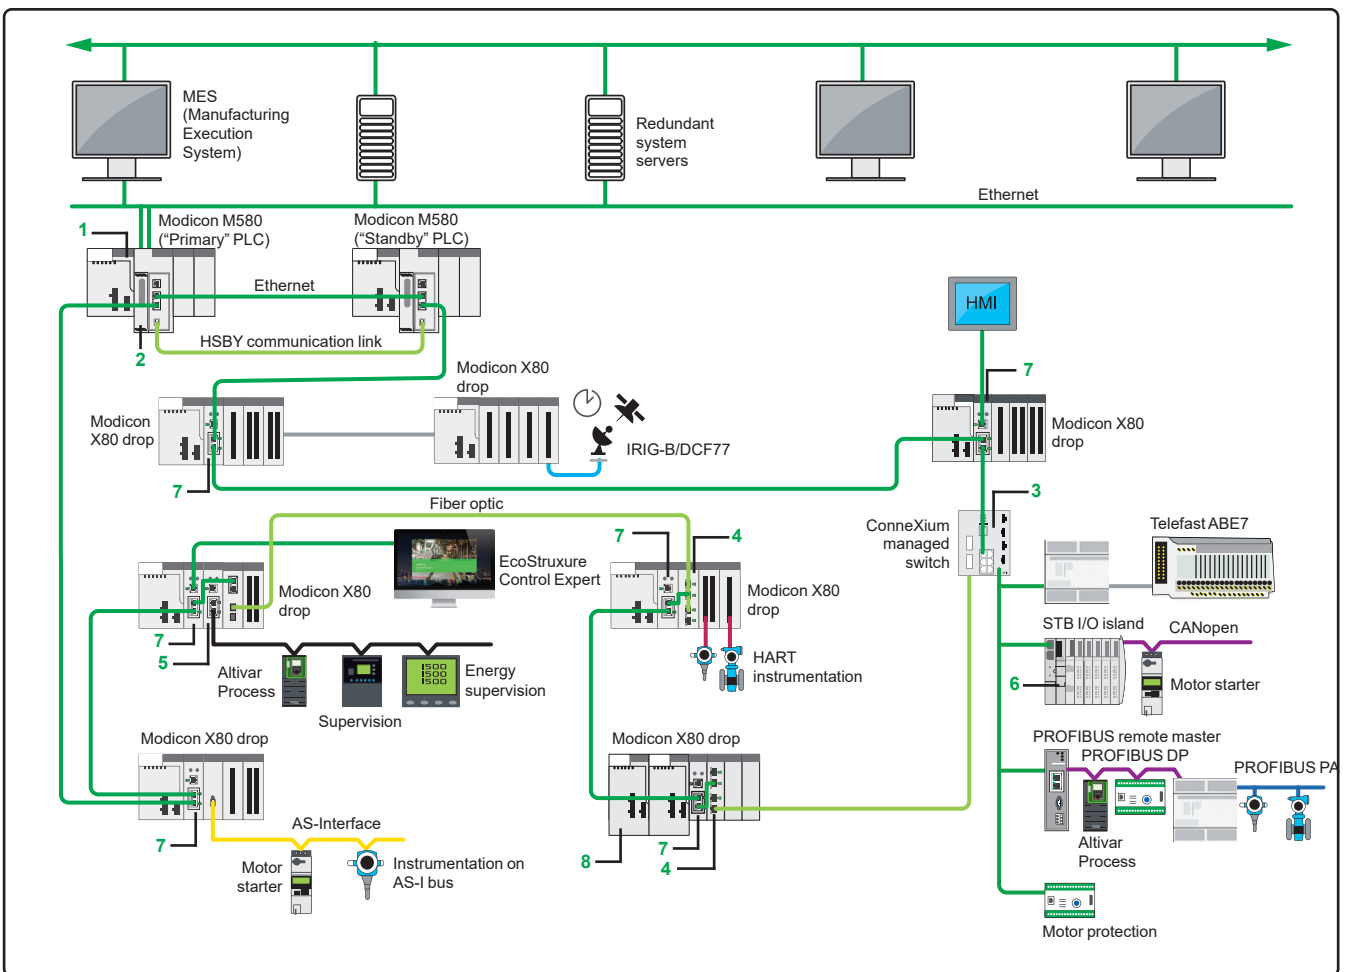 MES
(Manufacturing
Execution
System)
Redundant
system
servers
Ethernet
1
Modicon M580
("Primary" PLC)
Modicon M580
("Standby" PLC)
Ethernet
HMI
HSBY communication link
2
Modicon X80
drop
7
Modicon
X80 drop
IRIG-B/DCF77
Modicon X80
drop
7
Fiber optic
3
ConneXium
managed
switch
Telefast ABE7
EcoStruxure
Control Expert
7
4
Modicon X80
drop
Modicon X80
drop
7
5
STB I/O island
CANopen
Altivar
Process
1500
1500
1500
Energy
supervision
HART
instrumentation
6
Motor starter
Supervision
Modicon X80 drop
Modicon X80 drop
PROFIBUS remote master
PROFIBUS DP
PROFIBUS PA
AS-Interface
7
7
8
4
Altivar
Process
Motor
starter
Instrumentation on
AS-I bus
Motor protection